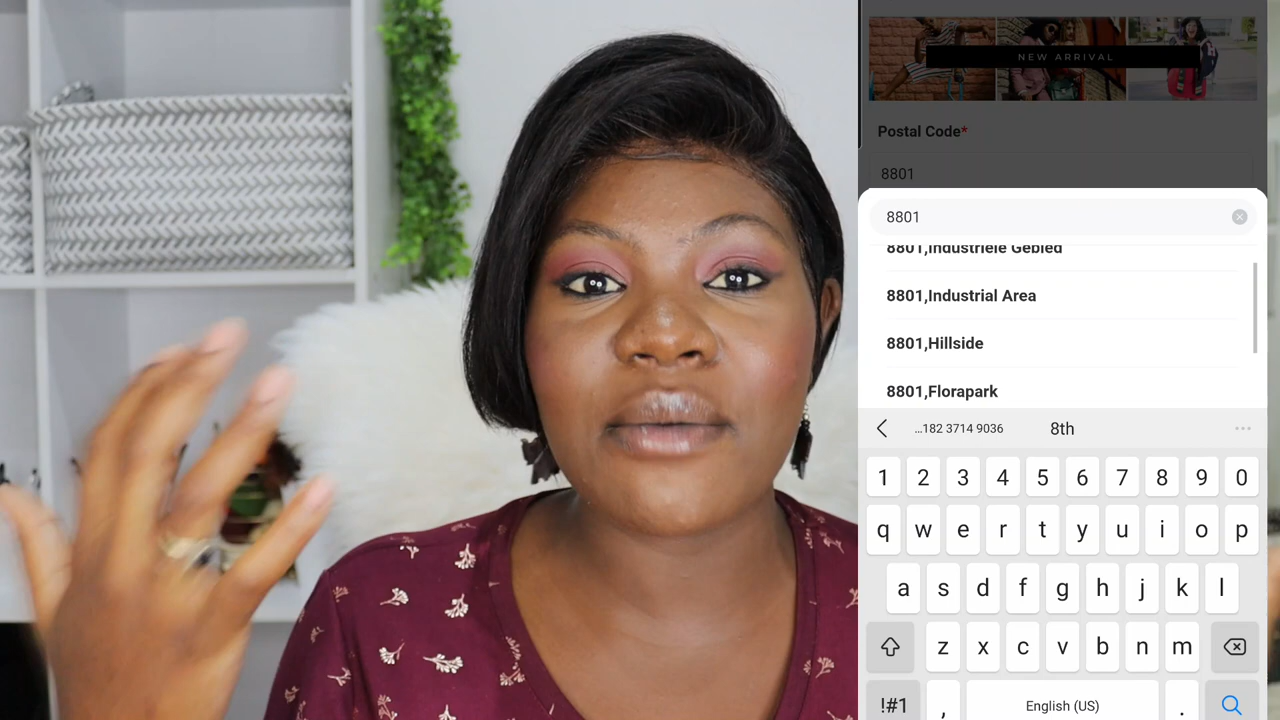 NEW ARRIVAL
Postal Code*
8801
8801
8801,Industriële Gebied
8801,Industrial Area
8801,Hillside
8801,Florapark
...182 3714 9036
8th
1 2 3 4 5 6 7 8 9 0
q w e r t y u i o p
a s d f g h j k l
z x c v b n m
!#1 , English (US) .